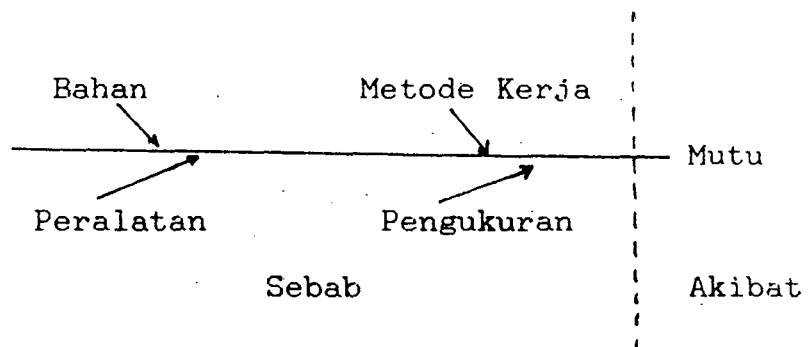 Bahan Metode Kerja
Mutu
Peralatan Pengukuran
Sebab Akibat